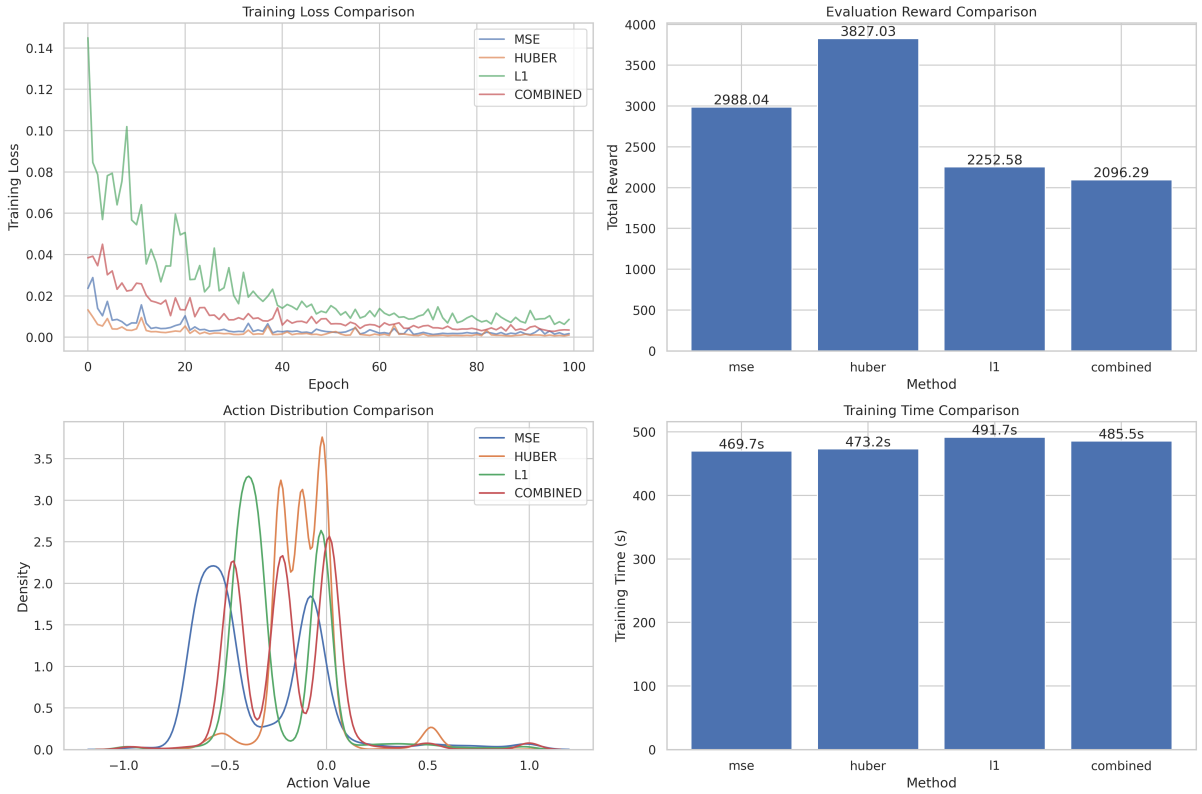 Training Loss Comparison
0.14
0.12
0.10
0.08
0.06
0.04
0.02
0.00
Training Loss
0
20
40
60
80
100
Epoch
MSE
HUBER
L1
COMBINED
Evaluation Reward Comparison
4000
3500
3000
2500
2000
1500
1000
500
0
Total Reward
2988.04
3827.03
2252.58
2096.29
mse
huber
l1
combined
Method
Action Distribution Comparison
3.5
3.0
2.5
2.0
1.5
1.0
0.5
0.0
Density
−1.0
−0.5
0.0
0.5
1.0
Action Value
MSE
HUBER
L1
COMBINED
Training Time Comparison
500
400
300
200
100
0
Training Time (s)
469.7s
473.2s
491.7s
485.5s
mse
huber
l1
combined
Method